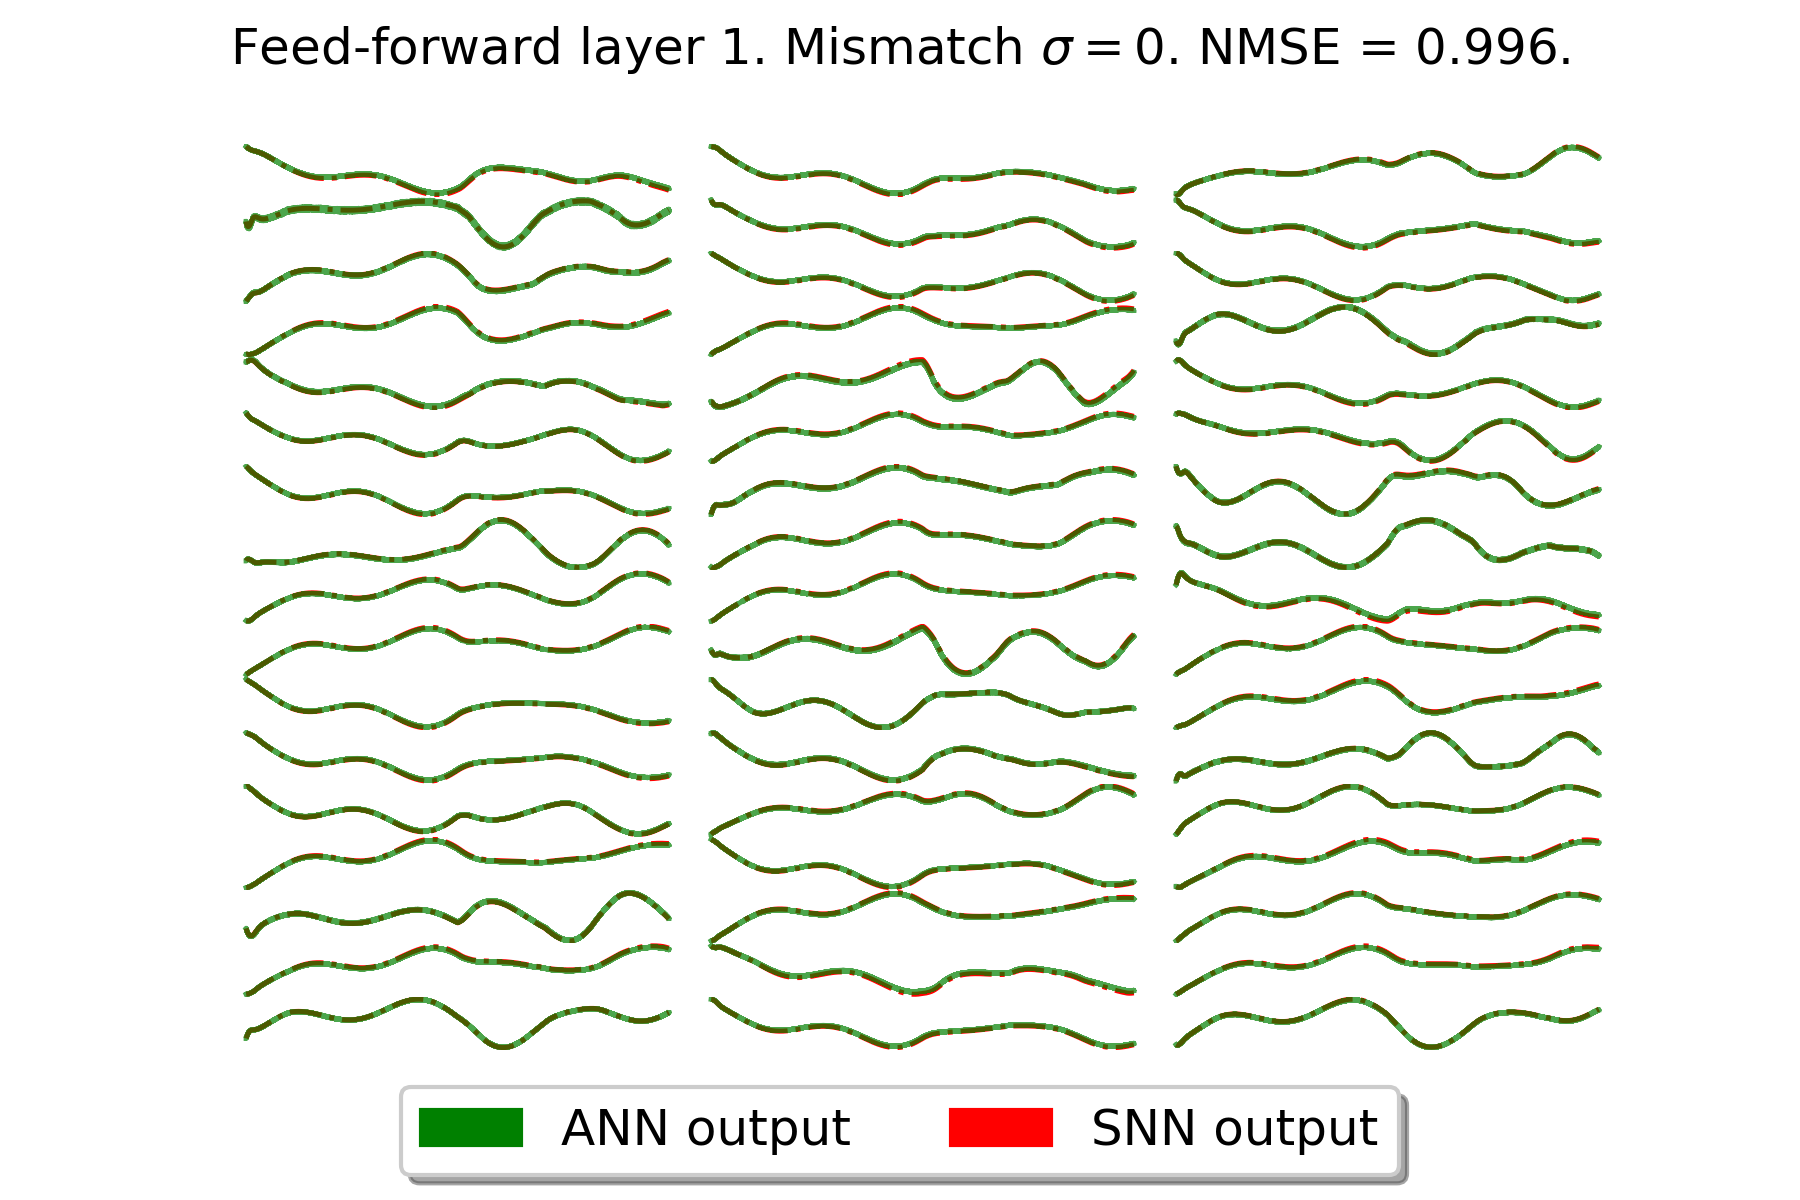 Feed-forward layer 1. Mismatch σ = 0. NMSE = 0.996.
ANN output
SNN output